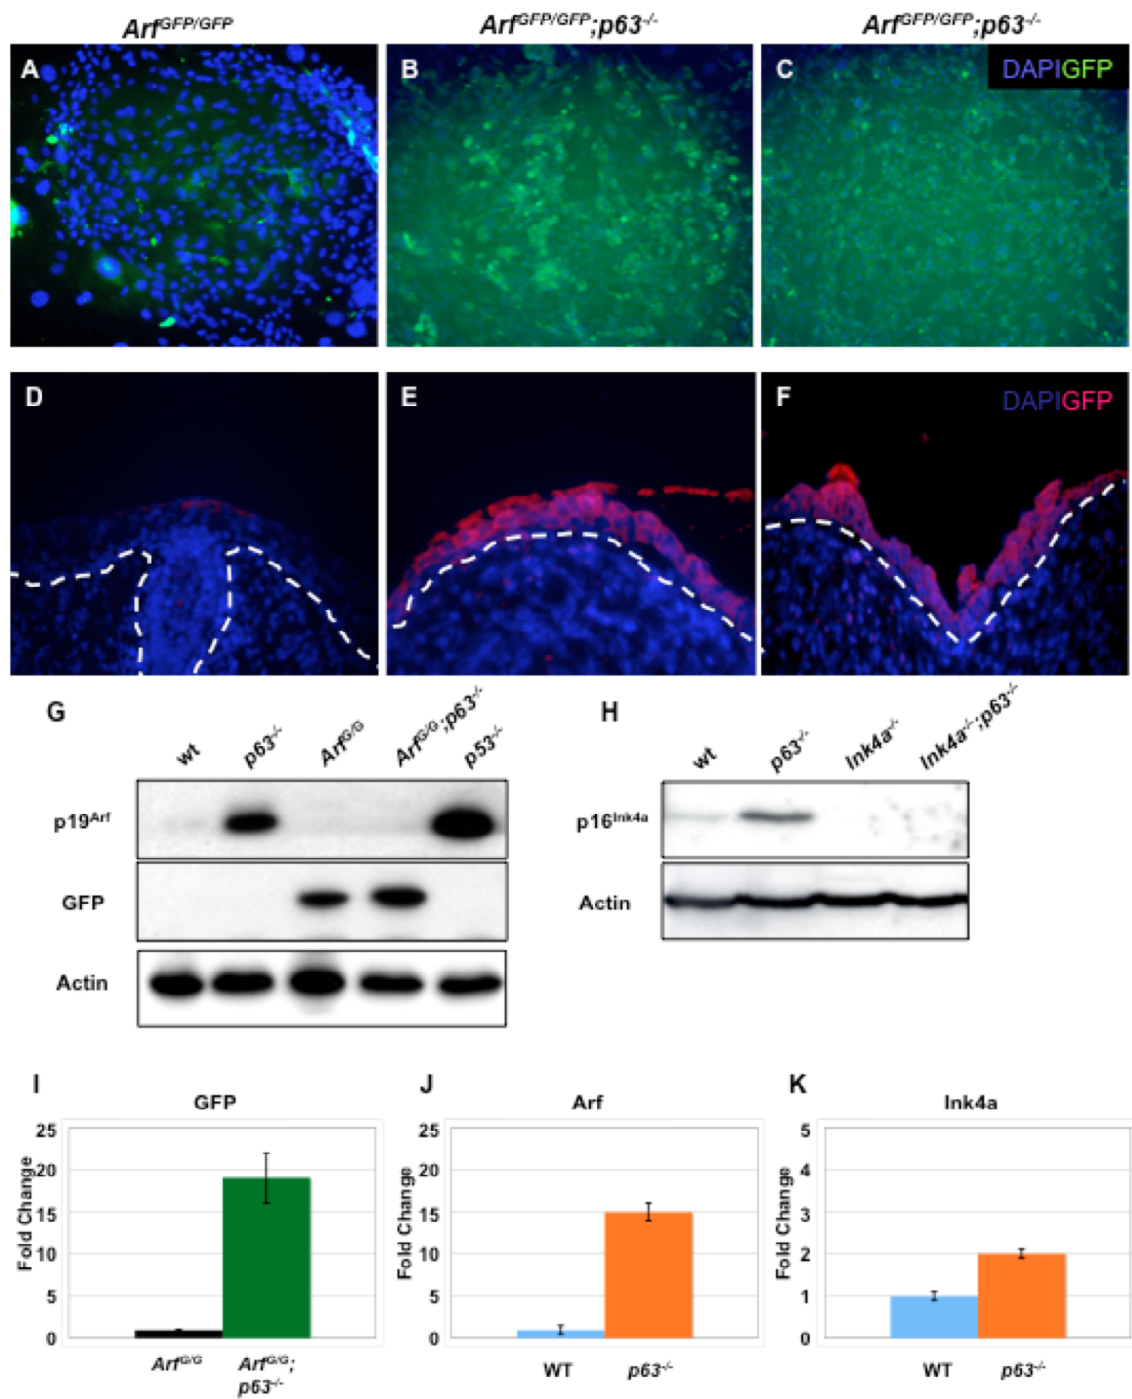 Arf^GFP/GFP Arf^GFP/GFP;p63^-/- Arf^GFP/GFP;p63^-/-
A B C DAPIGFP
D E F DAPIGFP
G H
wt p63^-/- Arf^G/G Arf^G/G;p63^-/- p53^-/-
wt p63^-/- Ink4a^-/- Ink4a^-/-;p63^-/-
p19^Arf
p16^Ink4a
GFP
Actin
Actin
I J K
GFP
25
20
15
10
5
0
Fold Change
Arf^G/G Arf^G/G;
p63^-/-
Arf
25
20
15
10
5
0
Fold Change
WT p63^-/-
Ink4a
5
4
3
2
1
0
Fold Change
WT p63^-/-